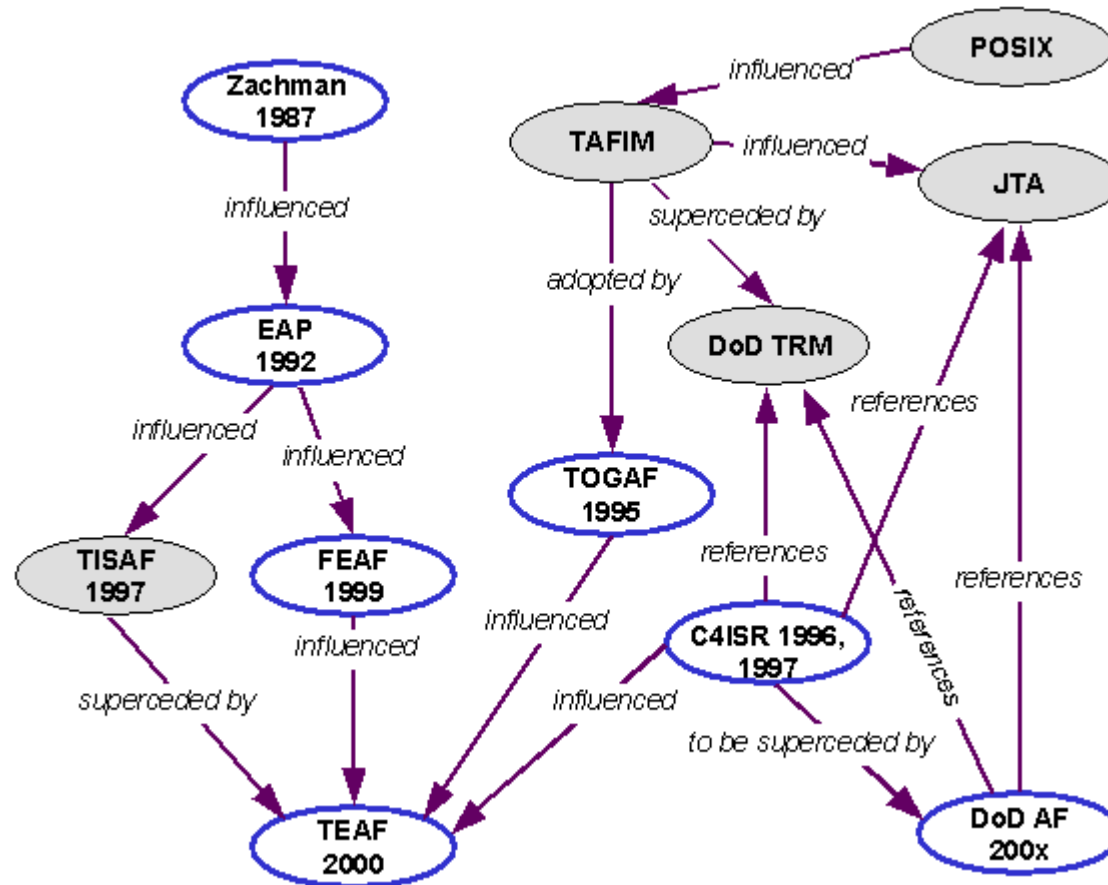 POSIX
influenced
Zachman
1987
TAFIM
influenced
JTA
influenced
superceded by
adopted by
EAP
1992
DoD TRM
references
influenced
influenced
TOGAF
1995
TISAF
1997
FEAF
1999
references
references
references
influenced
influenced
C4ISR 1996,
1997
superceded by
influenced
to be superceded by
TEAF
2000
DoD AF
200x